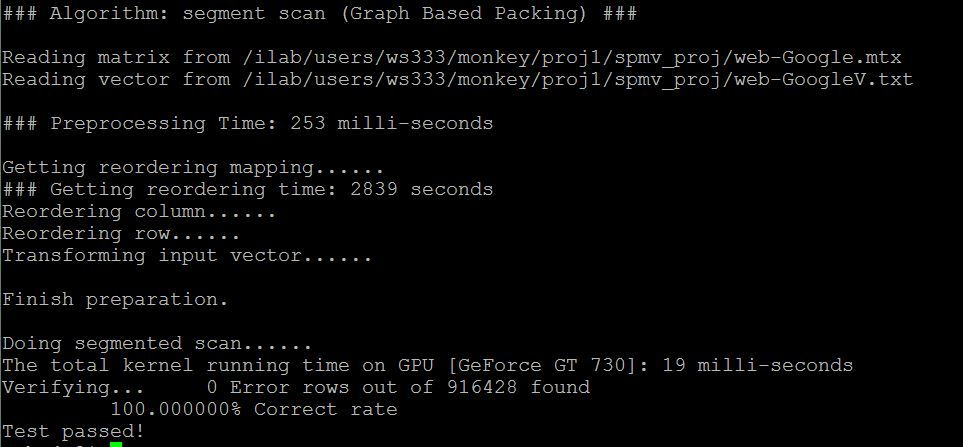 ### Algorithm: segment scan (Graph Based Packing) ###
Reading matrix from /ilab/users/ws333/monkey/proj1/spmv_proj/web-Google.mtx
Reading vector from /ilab/users/ws333/monkey/proj1/spmv_proj/web-GoogleV.txt
### Preprocessing Time: 253 milli-seconds
Getting reordering mapping......
### Getting reordering time: 2839 seconds
Reordering column......
Reordering row......
Transforming input vector......
Finish preparation.
Doing segmented scan......
The total kernel running time on GPU [GeForce GT 730]: 19 milli-seconds
Verifying... 0 Error rows out of 916428 found
100.000000% Correct rate
Test passed!